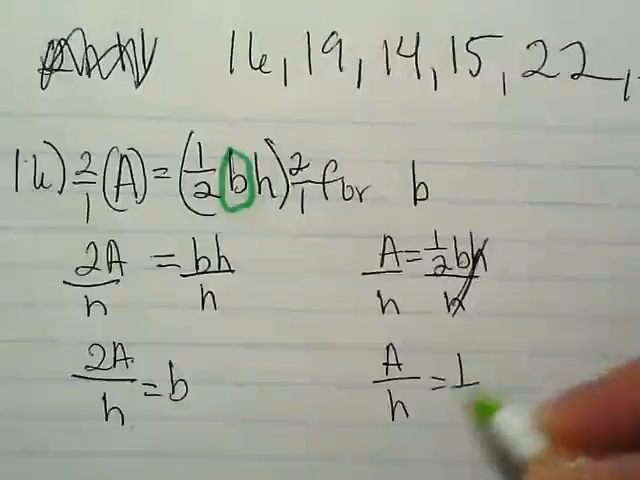 16, 19, 14, 15, 22,
16) 2/1 (A) = (1/2 bh) 2/1 for b
2A/h = bh/h
A/h = 1/2 bh/h
2A/h = b
A/h = 1